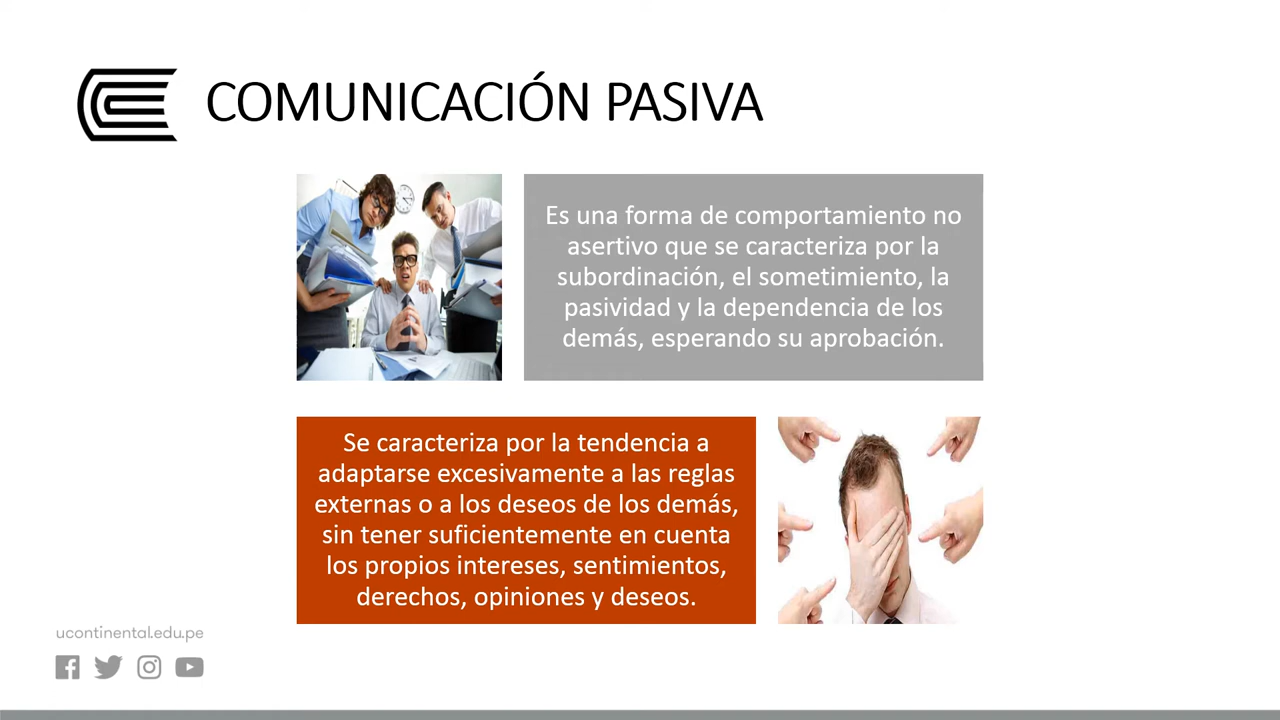 COMUNICACIÓN PASIVA
Es una forma de comportamiento no
asertivo que se caracteriza por la
subordinación, el sometimiento, la
pasividad y la dependencia de los
demás, esperando su aprobación.
Se caracteriza por la tendencia a
adaptarse excesivamente a las reglas
externas o a los deseos de los demás,
sin tener suficientemente en cuenta
los propios intereses, sentimientos,
derechos, opiniones y deseos.
ucontinental.edu.pe